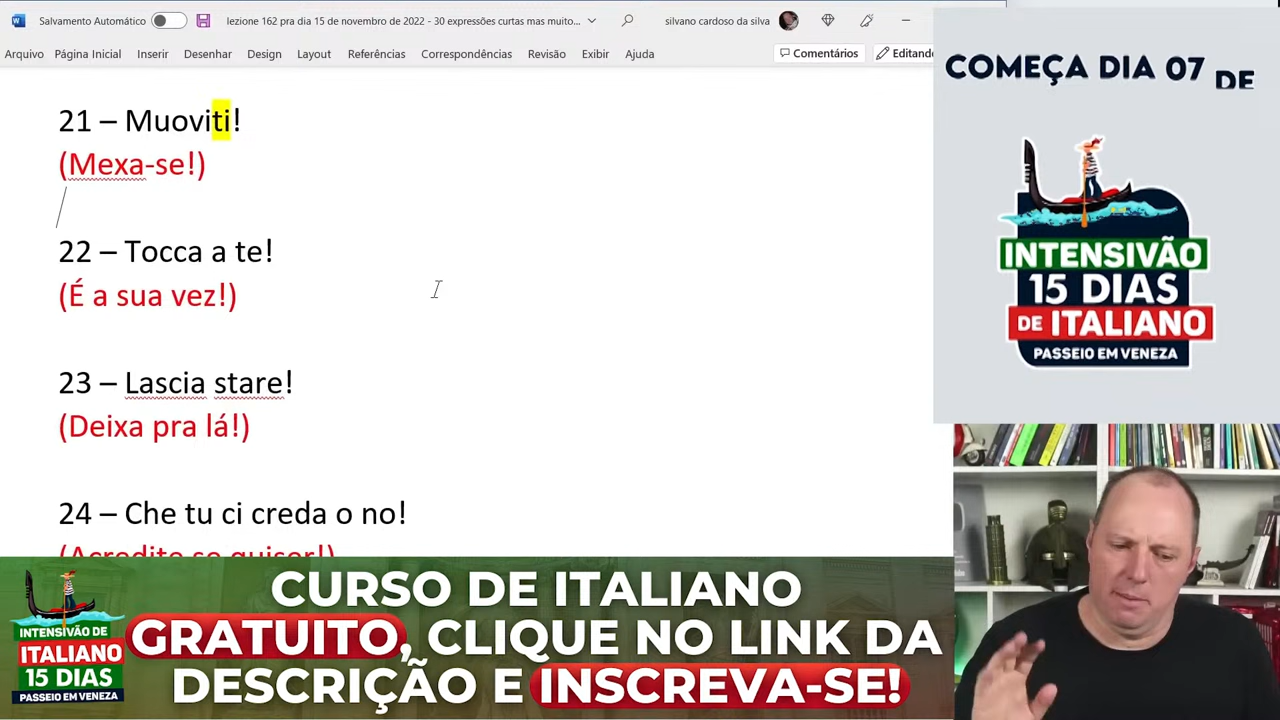 Salvamento Automático
lezione 162 pra dia 15 de novembro de 2022 - 30 expressões curtas mas muito...
silvano cardoso da silva
Arquivo Página Inicial Inserir Desenhar Design Layout Referências Correspondências Revisão Exibir Ajuda
Comentários
Editando
21 – Muoviti!
(Mexa-se!)
22 – Tocca a te!
(É a sua vez!)
23 – Lascia stare!
(Deixa pra lá!)
24 – Che tu ci creda o no!
(Acredite se quiser!)
COMEÇA DIA 07 DE
INTENSIVÃO
15 DIAS
DE ITALIANO
PASSEIO EM VENEZA
INTENSIVÃO DE
ITALIANO
15 DIAS
PASSEIO EM VENEZA
CURSO DE ITALIANO
GRATUITO, CLIQUE NO LINK DA
DESCRIÇÃO E INSCREVA-SE!